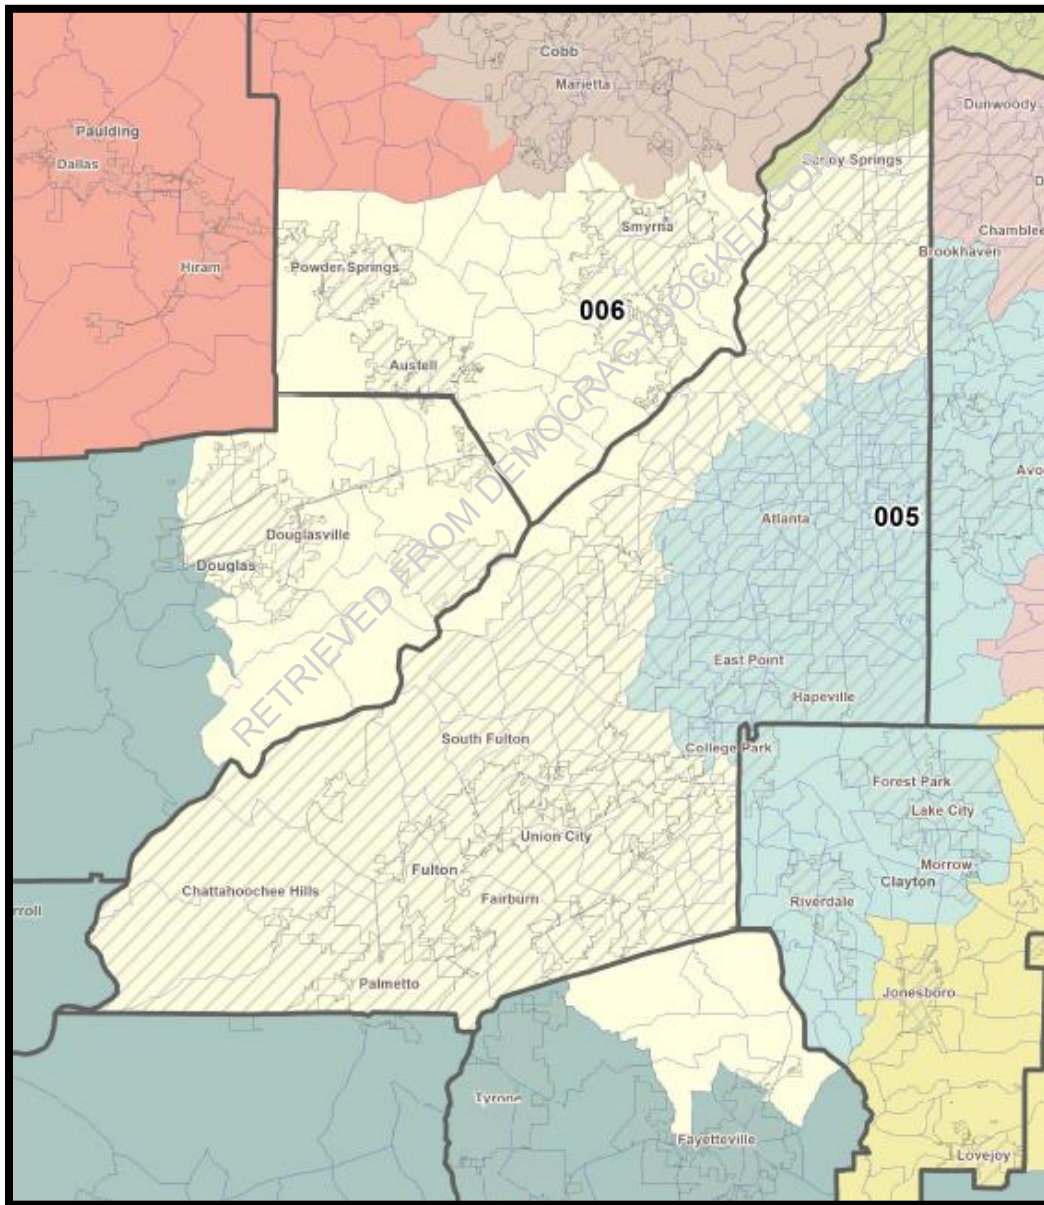 Cobb
Marietta
Dunwoody
Paulding
Dallas
Sandy Springs
D
Smyrna
Chamblee
Brookhaven
Hiram
Powder Springs
006
Austell
Avo
Atlanta
005
Douglasville
Douglas
RETRIEVED FROM DEMOCRACYDOCKET.COM
East Point
Hapeville
South Fulton
College Park
Forest Park
Lake City
Union City
Morrow
Fulton
Clayton
Chattahoochee Hills
Fairburn
Riverdale
rroll
Palmetto
Jonesboro
Tyrone
Fayetteville
Lovejoy